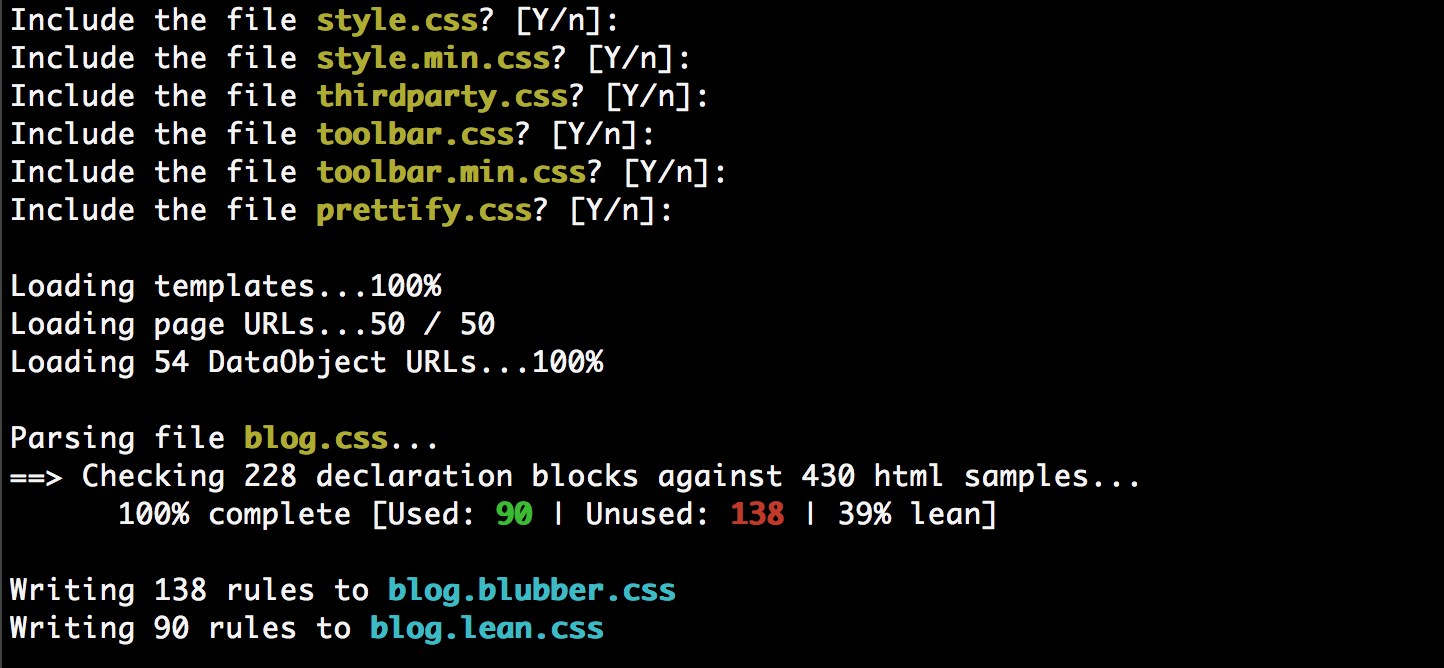 Include the file style.css? [Y/n]:
Include the file style.min.css? [Y/n]:
Include the file thirdparty.css? [Y/n]:
Include the file toolbar.css? [Y/n]:
Include the file toolbar.min.css? [Y/n]:
Include the file prettify.css? [Y/n]:
Loading templates...100%
Loading page URLs...50 / 50
Loading 54 DataObject URLs...100%
Parsing file blog.css...
==> Checking 228 declaration blocks against 430 html samples...
100% complete [Used: 90 | Unused: 138 | 39% lean]
Writing 138 rules to blog.blubber.css
Writing 90 rules to blog.lean.css